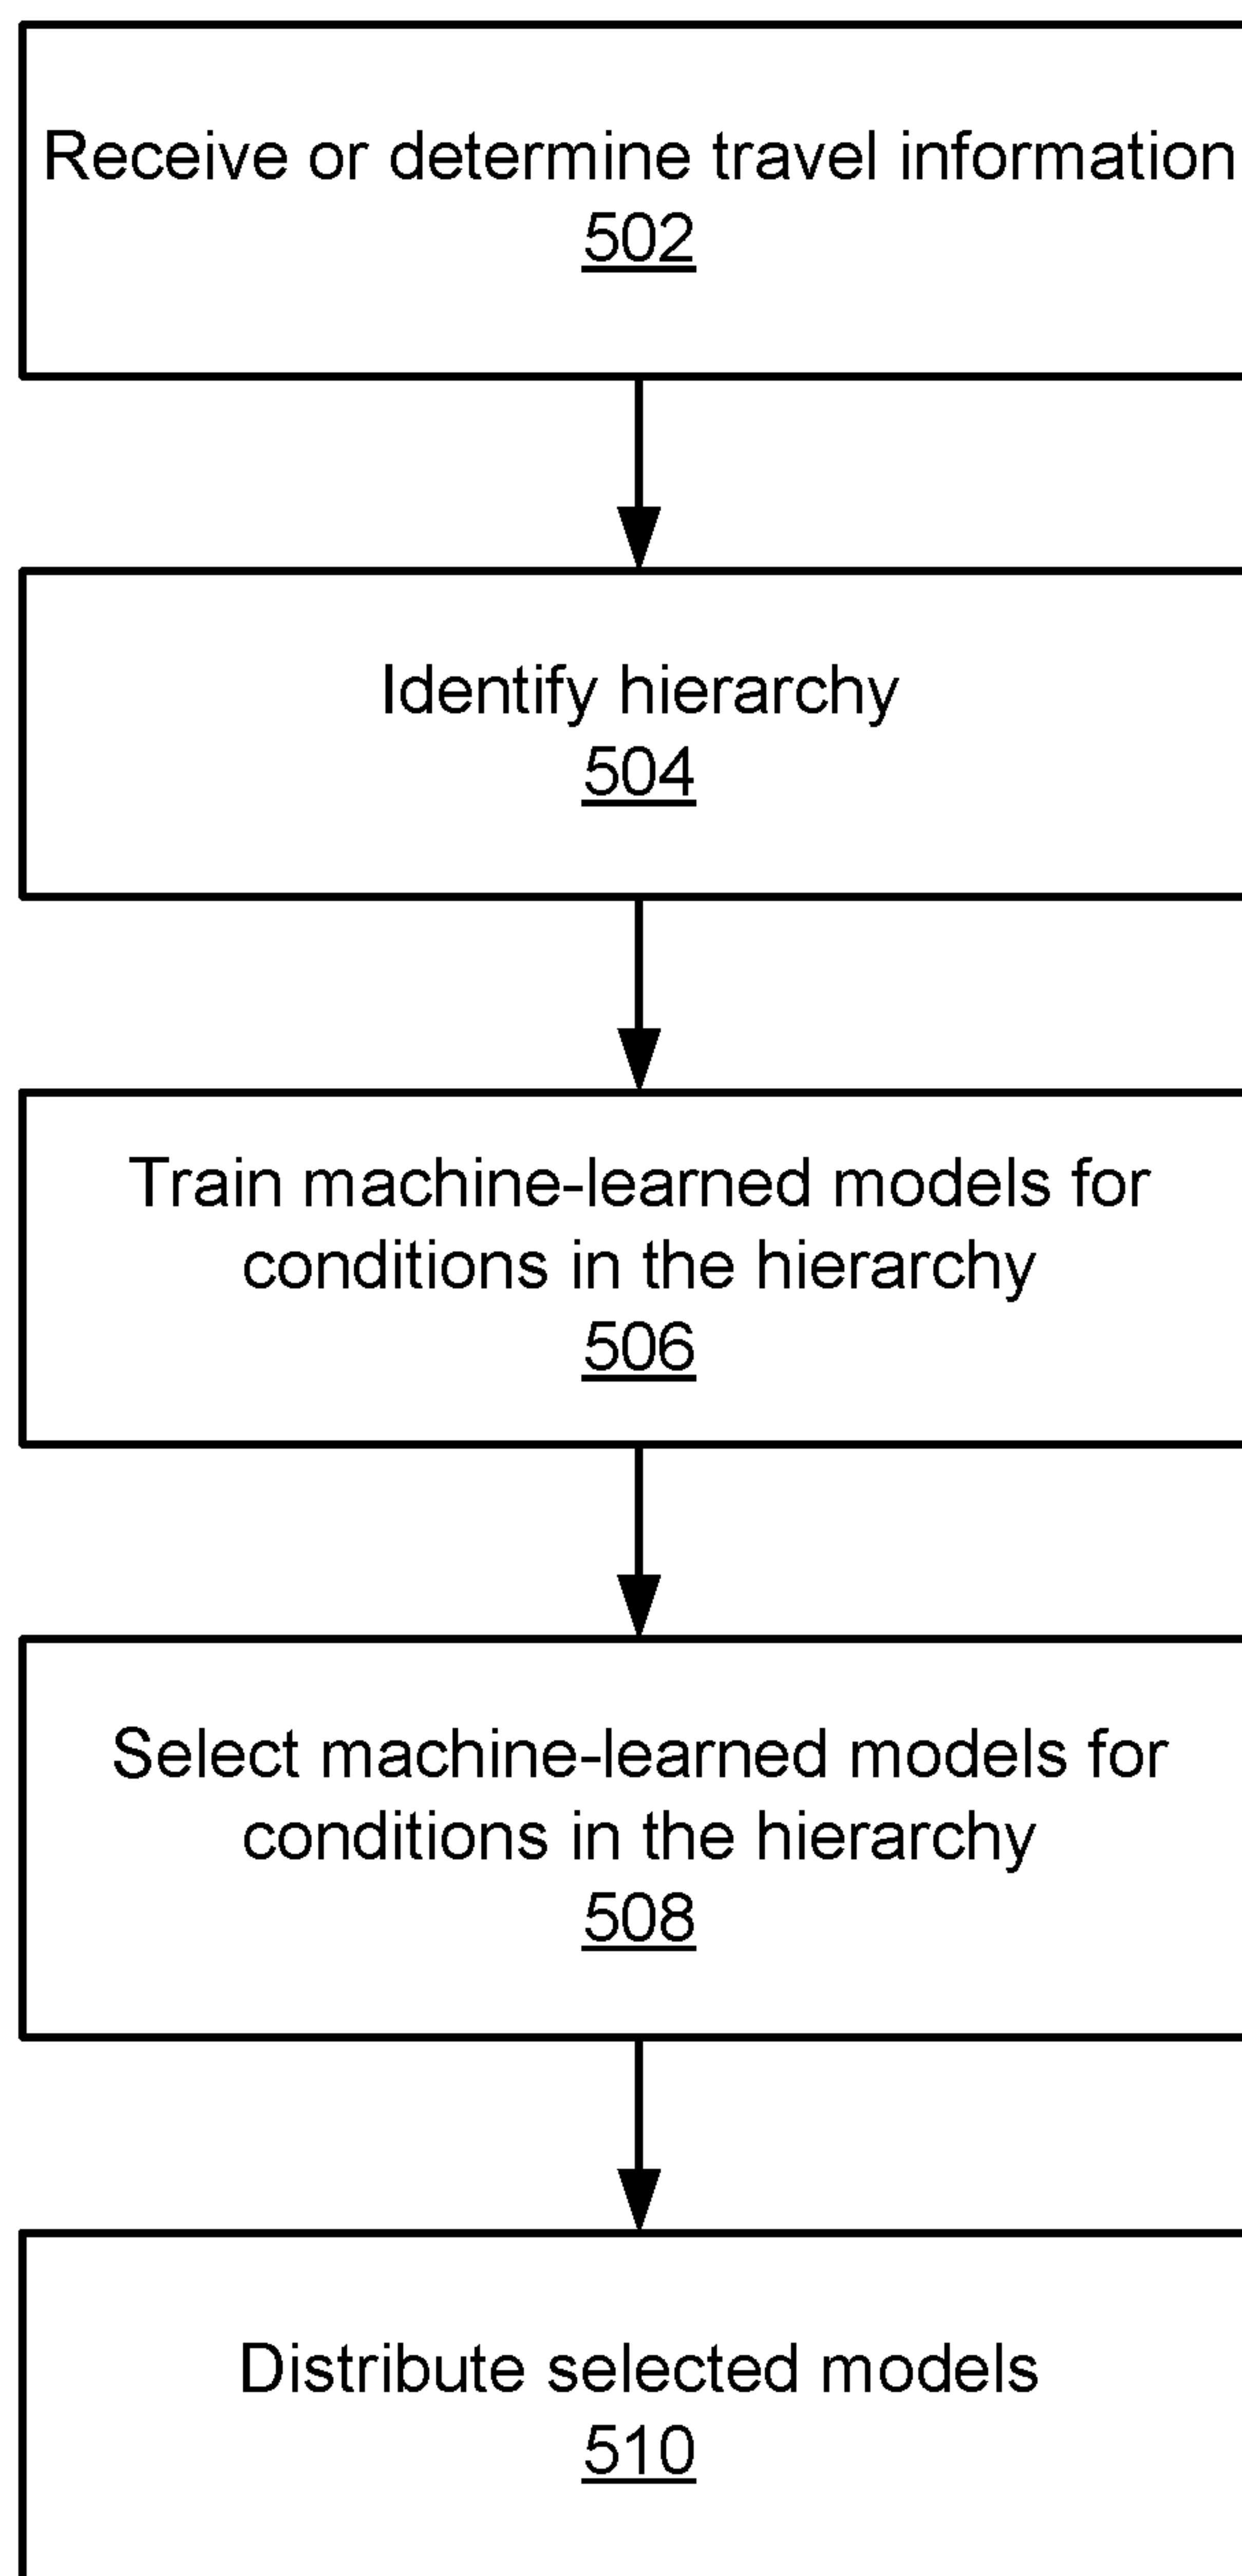 Receive or determine travel information
502
Identify hierarchy
504
Train machine-learned models for
conditions in the hierarchy
506
Select machine-learned models for
conditions in the hierarchy
508
Distribute selected models
510